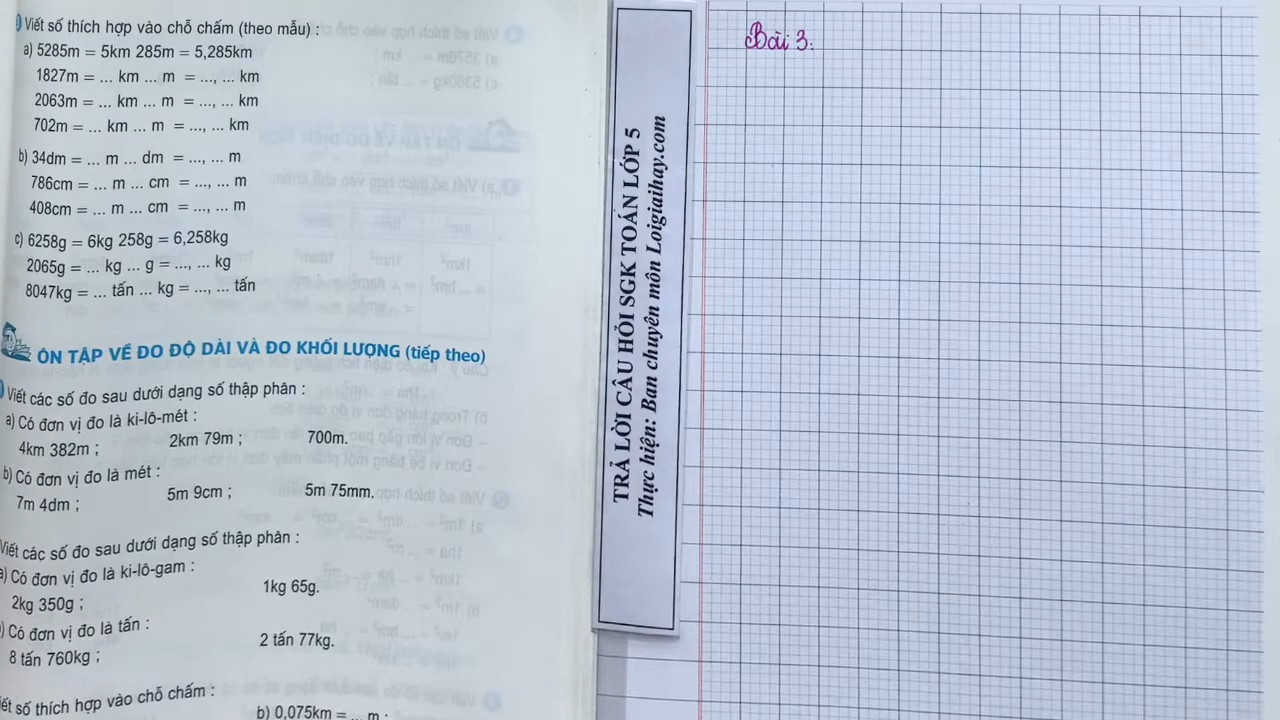 Viết số thích hợp vào chỗ chấm (theo mẫu) :
a) 5285m = 5km 285m = 5,285km
1827m = ... km ... m = ..., ... km
2063m = ... km ... m = ..., ... km
702m = ... km ... m = ..., ... km
b) 34dm = ... m ... dm = ..., ... m
786cm = ... m ... cm = ..., ... m
408cm = ... m ... cm = ..., ... m
c) 6258g = 6kg 258g = 6,258kg
2065g = ... kg ... g = ..., ... kg
8047kg = ... tấn ... kg = ..., ... tấn
ÔN TẬP VỀ ĐO ĐỘ DÀI VÀ ĐO KHỐI LƯỢNG (tiếp theo)
Viết các số đo sau dưới dạng số thập phân :
a) Có đơn vị đo là ki-lô-mét :
4km 382m ; 2km 79m ; 700m.
b) Có đơn vị đo là mét :
7m 4dm ; 5m 9cm ; 5m 75mm.
Viết các số đo sau dưới dạng số thập phân :
a) Có đơn vị đo là ki-lô-gam :
2kg 350g ; 1kg 65g.
) Có đơn vị đo là tấn :
8 tấn 760kg ; 2 tấn 77kg.
iết số thích hợp vào chỗ chấm :
b) 0,075km = ... m ;
TRẢ LỜI CÂU HỎI SGK TOÁN LỚP 5
Thực hiện: Ban chuyên môn Loigiaihay.com
Bài 3: